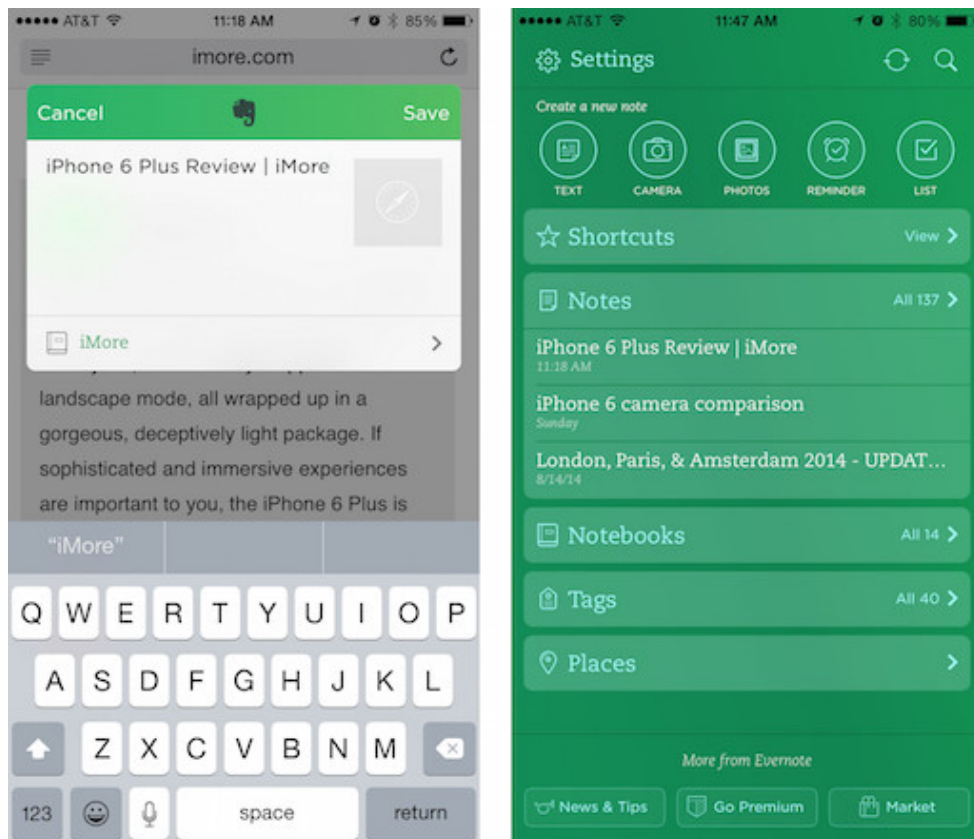 AT&T 11:18 AM 85%
imore.com
Cancel Save
iPhone 6 Plus Review | iMore
iMore
landscape mode, all wrapped up in a
gorgeous, deceptively light package. If
sophisticated and immersive experiences
are important to you, the iPhone 6 Plus is
“iMore”
Q W E R T Y U I O P
A S D F G H J K L
Z X C V B N M
123 space return
AT&T 11:47 AM 80%
Settings
Create a new note
TEXT CAMERA PHOTOS REMINDER LIST
Shortcuts View
Notes All 137
iPhone 6 Plus Review | iMore
11:18 AM
iPhone 6 camera comparison
Sunday
London, Paris, & Amsterdam 2014 - UPDAT...
8/14/14
Notebooks All 14
Tags All 40
Places
More from Evernote
News & Tips Go Premium Market